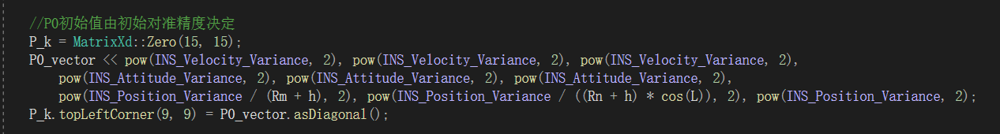 //P0初始值由初始对准精度决定
P_k = MatrixXd::Zero(15, 15);
P0_vector << pow(INS_Velocity_Variance, 2), pow(INS_Velocity_Variance, 2), pow(INS_Velocity_Variance, 2),
pow(INS_Attitude_Variance, 2), pow(INS_Attitude_Variance, 2), pow(INS_Attitude_Variance, 2),
pow(INS_Position_Variance / (Rm + h), 2), pow(INS_Position_Variance / ((Rn + h) * cos(L)), 2), pow(INS_Position_Variance, 2);
P_k.topLeftCorner(9, 9) = P0_vector.asDiagonal();